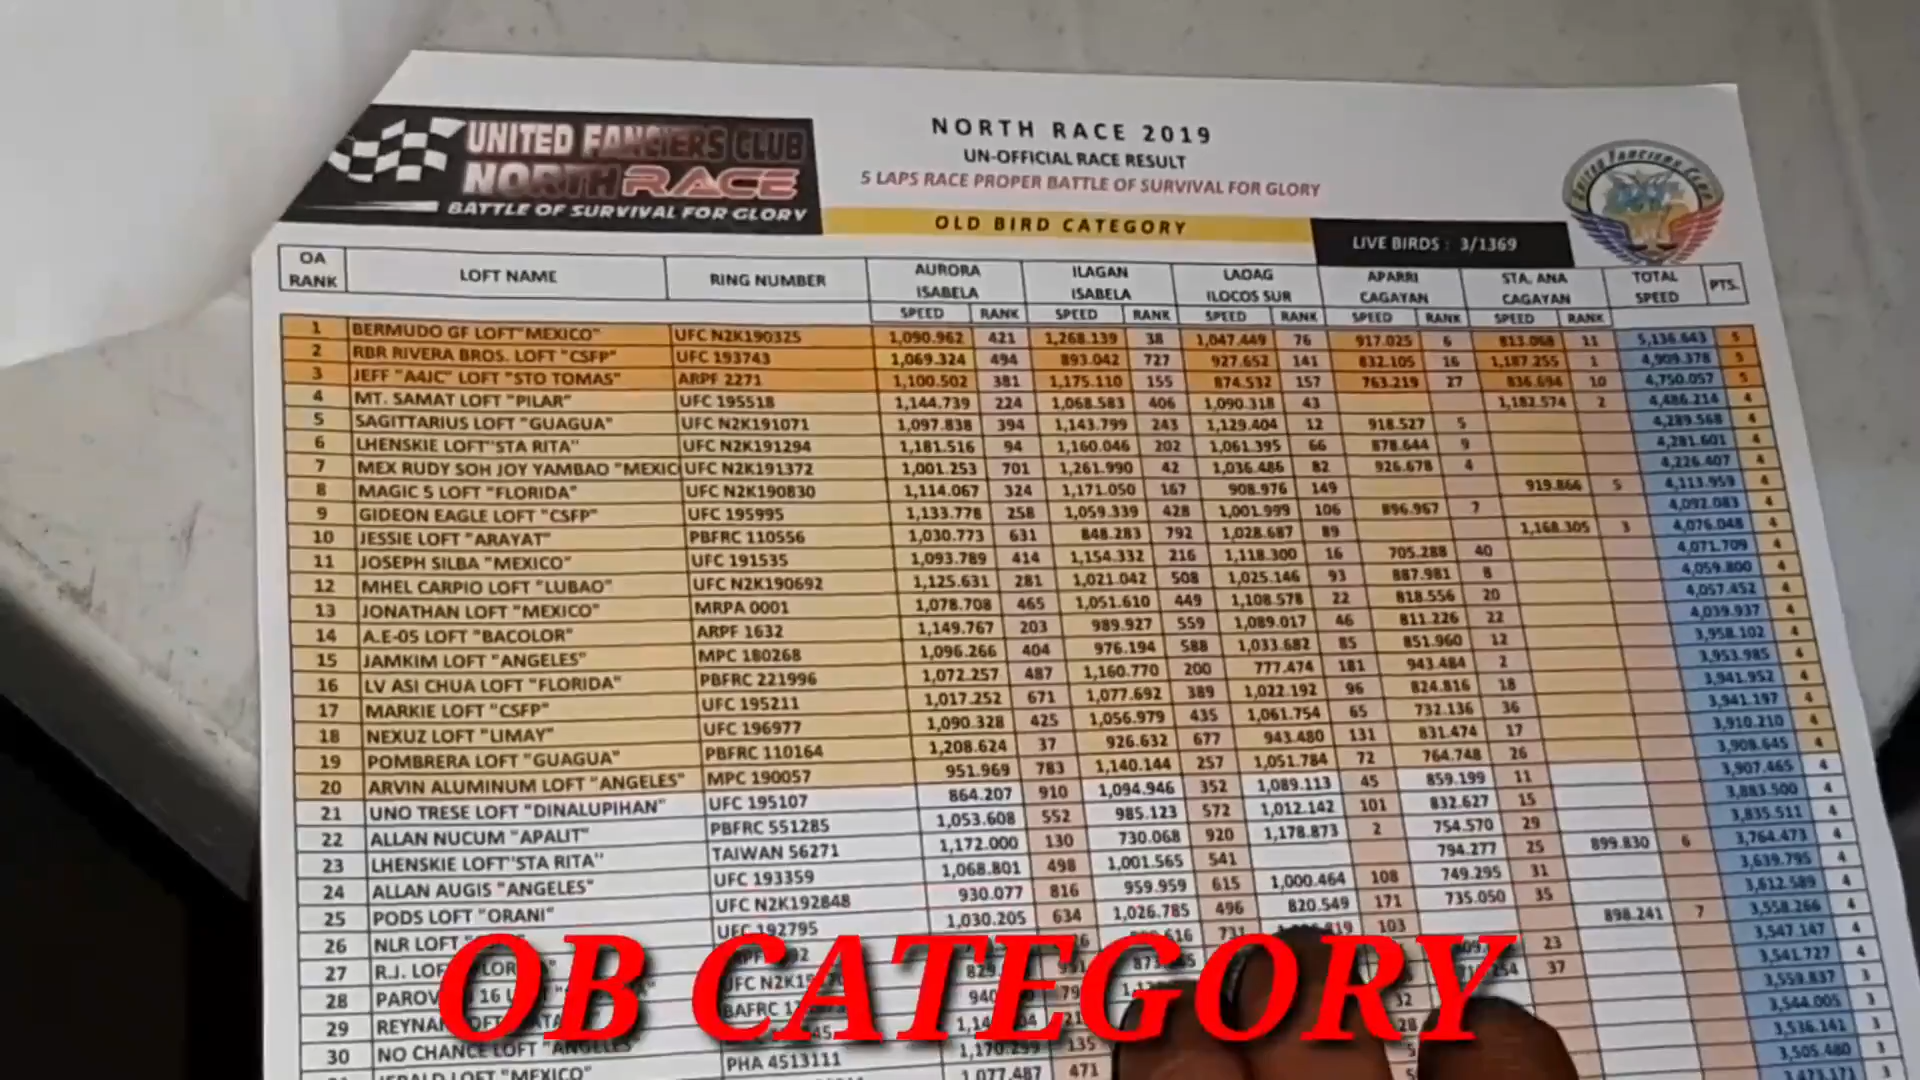 UNITED FANCIERS CLUB
NORTH RACE
BATTLE OF SURVIVAL FOR GLORY
NORTH RACE 2019
UN-OFFICIAL RACE RESULT
5 LAPS RACE PROPER BATTLE OF SURVIVAL FOR GLORY
OLD BIRD CATEGORY
LIVE BIRDS : 3/1369
UNITED FANCIERS CLUB
OA RANK LOFT NAME RING NUMBER AURORA ISABELA ILAGAN ISABELA LAOAG ILOCOS SUR APARRI CAGAYAN STA. ANA CAGAYAN TOTAL SPEED PTS.
SPEED RANK SPEED RANK SPEED RANK SPEED RANK SPEED RANK
1 BERMUDO GF LOFT"MEXICO" UFC N2K190325 1,090.962 421 1,268.139 38 1,047.449 76 917.025 6 813.068 11 5,136.643 5
2 RBR RIVERA BROS. LOFT "CSFP" UFC 193743 1,069.324 494 893.042 727 927.652 141 832.105 16 1,187.255 1 4,909.378 5
3 JEFF "A4JC" LOFT "STO TOMAS" ARPF 2271 1,100.502 381 1,175.110 155 874.532 157 763.219 27 836.694 10 4,750.057 5
4 MT. SAMAT LOFT "PILAR" UFC 195518 1,144.739 224 1,068.583 406 1,090.318 43 1,182.574 2 4,486.214 4
5 SAGITTARIUS LOFT "GUAGUA" UFC N2K191071 1,097.838 394 1,143.799 243 1,129.404 12 918.527 5 4,289.568 4
6 LHENSKIE LOFT"STA RITA" UFC N2K191294 1,181.516 94 1,160.046 202 1,061.395 66 878.644 9 4,281.601 4
7 MEX RUDY SOH JOY YAMBAO "MEXIC UFC N2K191372 1,001.253 701 1,261.990 42 1,036.486 82 926.678 4 4,226.407 4
8 MAGIC 5 LOFT "FLORIDA" UFC N2K190830 1,114.067 324 1,171.050 167 908.976 149 919.866 5 4,113.959 4
9 GIDEON EAGLE LOFT "CSFP" UFC 195995 1,133.778 258 1,059.339 428 1,001.999 106 896.967 7 4,092.083 4
10 JESSIE LOFT "ARAYAT" PBFRC 110556 1,030.773 631 848.283 792 1,028.687 89 1,168.305 3 4,076.048 4
11 JOSEPH SILBA "MEXICO" UFC 191535 1,093.789 414 1,154.332 216 1,118.300 16 705.288 40 4,071.709 4
12 MHEL CARPIO LOFT "LUBAO" UFC N2K190692 1,125.631 281 1,021.042 508 1,025.146 93 887.981 8 4,059.800 4
13 JONATHAN LOFT "MEXICO" MRPA 0001 1,078.708 465 1,051.610 449 1,108.578 22 818.556 20 4,057.452 4
14 A.E-05 LOFT "BACOLOR" ARPF 1632 1,149.767 203 989.927 559 1,089.017 46 811.226 22 4,039.937 4
15 JAMKIM LOFT "ANGELES" MPC 180268 1,096.266 404 976.194 588 1,033.682 85 851.960 12 3,958.102 4
16 LV ASI CHUA LOFT "FLORIDA" PBFRC 221996 1,072.257 487 1,160.770 200 777.474 181 943.484 2 3,953.985 4
17 MARKIE LOFT "CSFP" UFC 195211 1,017.252 671 1,077.692 389 1,022.192 96 824.816 18 3,941.952 4
18 NEXUZ LOFT "LIMAY" UFC 196977 1,090.328 425 1,056.979 435 1,061.754 65 732.136 36 3,941.197 4
19 POMBRERA LOFT "GUAGUA" PBFRC 110164 1,208.624 37 926.632 677 943.480 131 831.474 17 3,910.210 4
20 ARVIN ALUMINUM LOFT "ANGELES" MPC 190057 951.969 783 1,140.144 257 1,051.784 72 764.748 26 3,908.645 4
21 UNO TRESE LOFT "DINALUPIHAN" UFC 195107 864.207 910 1,094.946 352 1,089.113 45 859.199 11 3,907.465 4
22 ALLAN NUCUM "APALIT" PBFRC 551285 1,053.608 552 985.123 572 1,012.142 101 832.627 15 3,883.500 4
23 LHENSKIE LOFT"STA RITA" TAIWAN 56271 1,172.000 130 730.068 920 1,178.873 2 754.570 29 3,835.511 4
24 ALLAN AUGIS "ANGELES" UFC 193359 1,068.801 498 1,001.565 541 794.277 25 899.830 6 3,764.473 4
25 PODS LOFT "ORANI" UFC N2K192848 930.077 816 959.959 615 1,000.464 108 749.295 31 3,639.795 4
26 NLR LOFT UFC 192795 1,030.205 634 1,026.785 496 820.549 171 735.050 35 3,612.589 4
27 R.J. 731 103 898.241 7 3,558.266 4
28 23 3,547.147 4
29 37 3,541.727 4
30 NO CHANCE LOFT "ANGELES" 3,559.837 3
PHA 4513111 1,170.259 135 3,544.005 3
LOFT "MEXICO" 1,077.487 471 3,536.141 3
3,505.480 3
OB CATEGORY